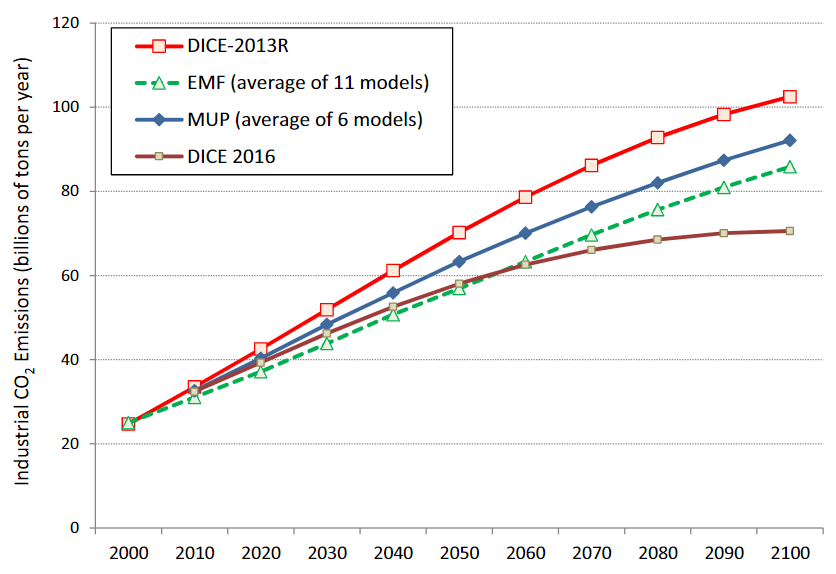 120
100
80
60
40
20
0
Industrial CO2 Emissions (billions of tons per year)
DICE-2013R
EMF (average of 11 models)
MUP (average of 6 models)
DICE 2016
2000 2010 2020 2030 2040 2050 2060 2070 2080 2090 2100